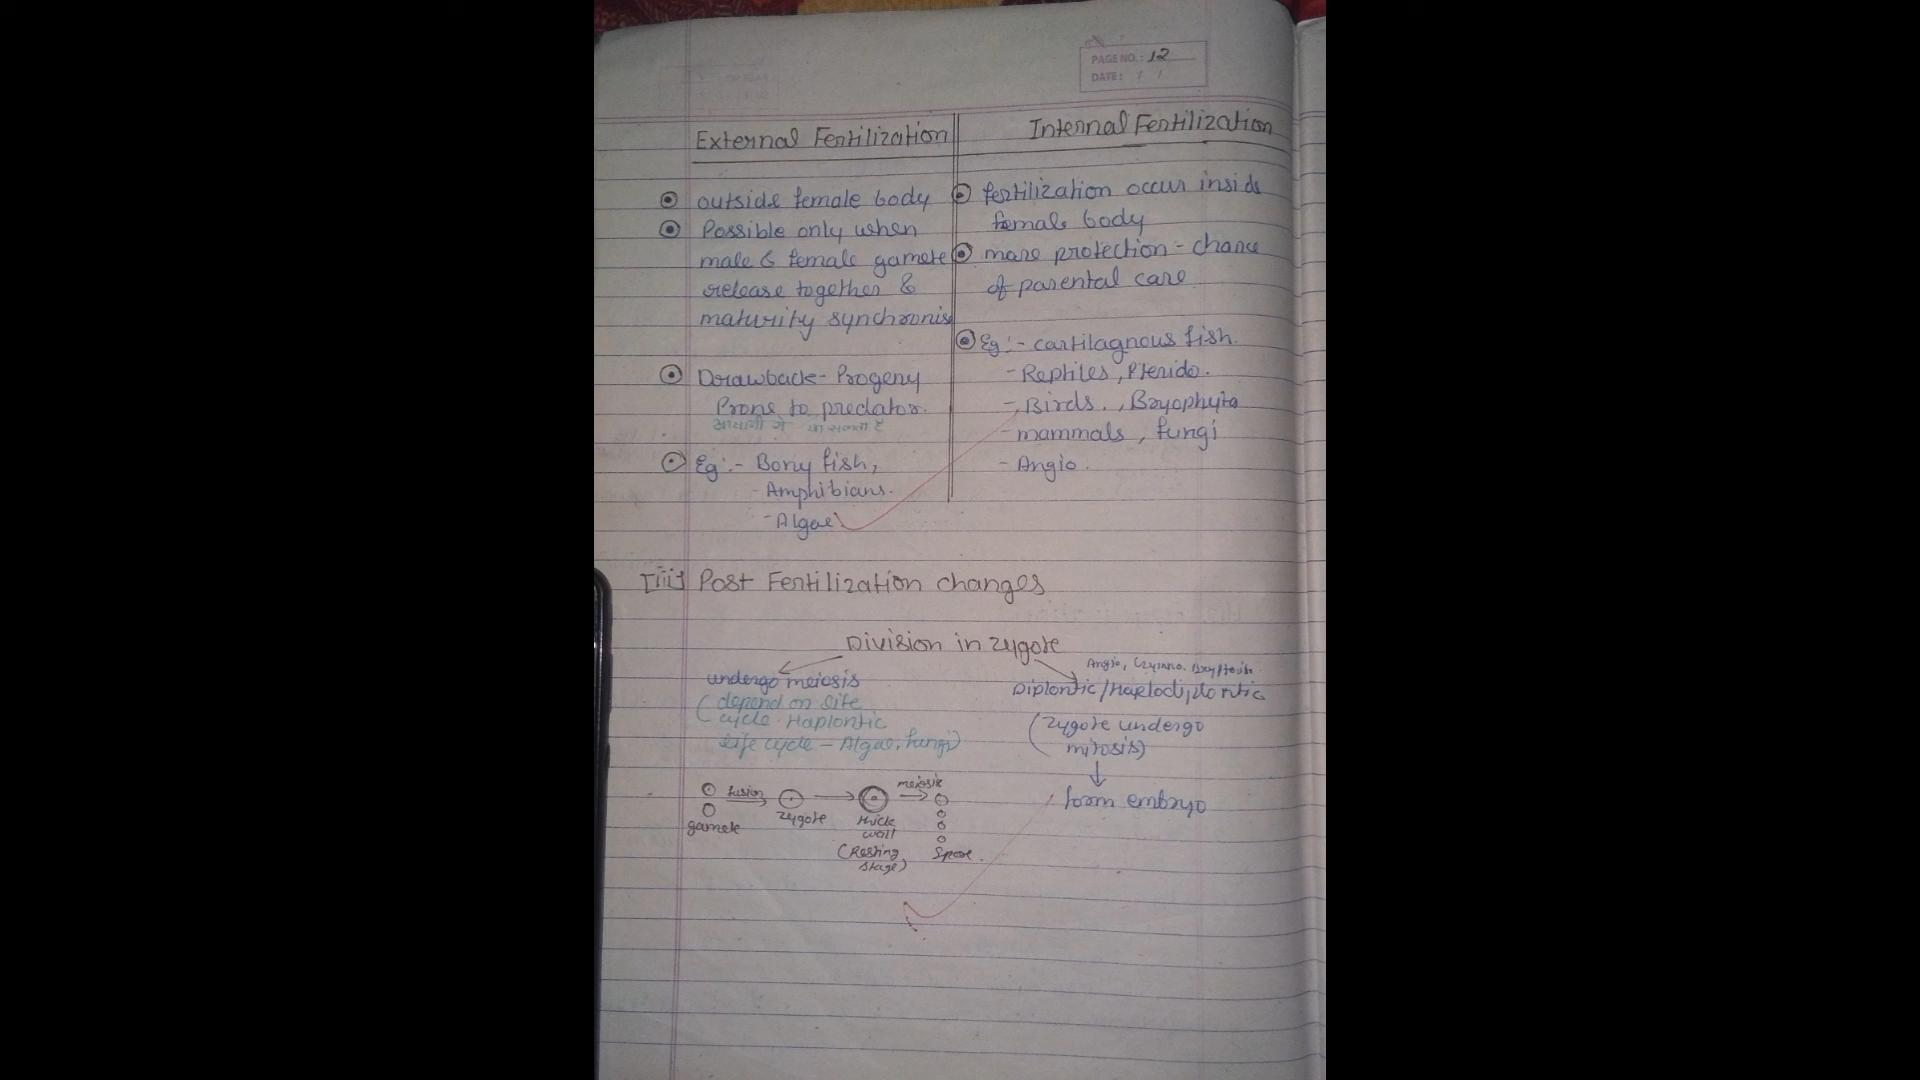 PAGE NO.: 12
DATE: / /
External Fertilization
outside female body
Possible only when
male & female gamete
release together &
maturity synchronis
Drawback - Progeny
Prone to predator.
Eg :- Bony fish,
- Amphibians.
- Algae
Internal Fertilization
fertilization occur inside
female body
more protection - chance
of parental care
Eg :- cartilagnous fish.
- Reptiles, Pterido.
- Birds. , Bryophyta
- mammals, fungi
- Angio.
[iii] Post Fertilization changes
Division in zygote
undergo meiosis
(depend on life
cycle. Haplontic
life cycle - Algae, fungi)
Angio, Gymno.
Diplontic/Haplodiplontic
(zygote undergo
mitosis)
form embryo
fusion
meiosis
gamete
zygote
thick
wall
(Resting
stage)
Spore.